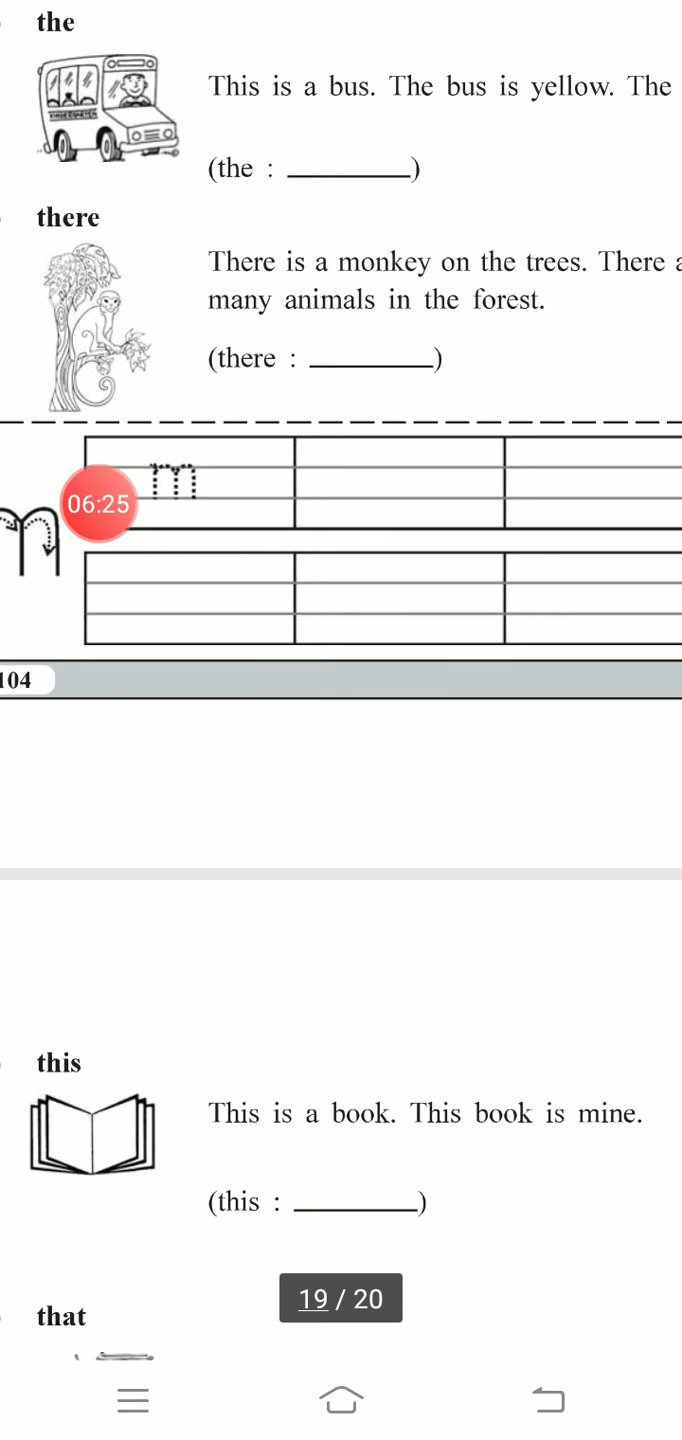 the
KINDERGARTEN
This is a bus. The bus is yellow. The
(the : ________)
there
There is a monkey on the trees. There
many animals in the forest.
(there : ________)
m
06:25
m
104
this
This is a book. This book is mine.
(this : ________)
19 / 20
that